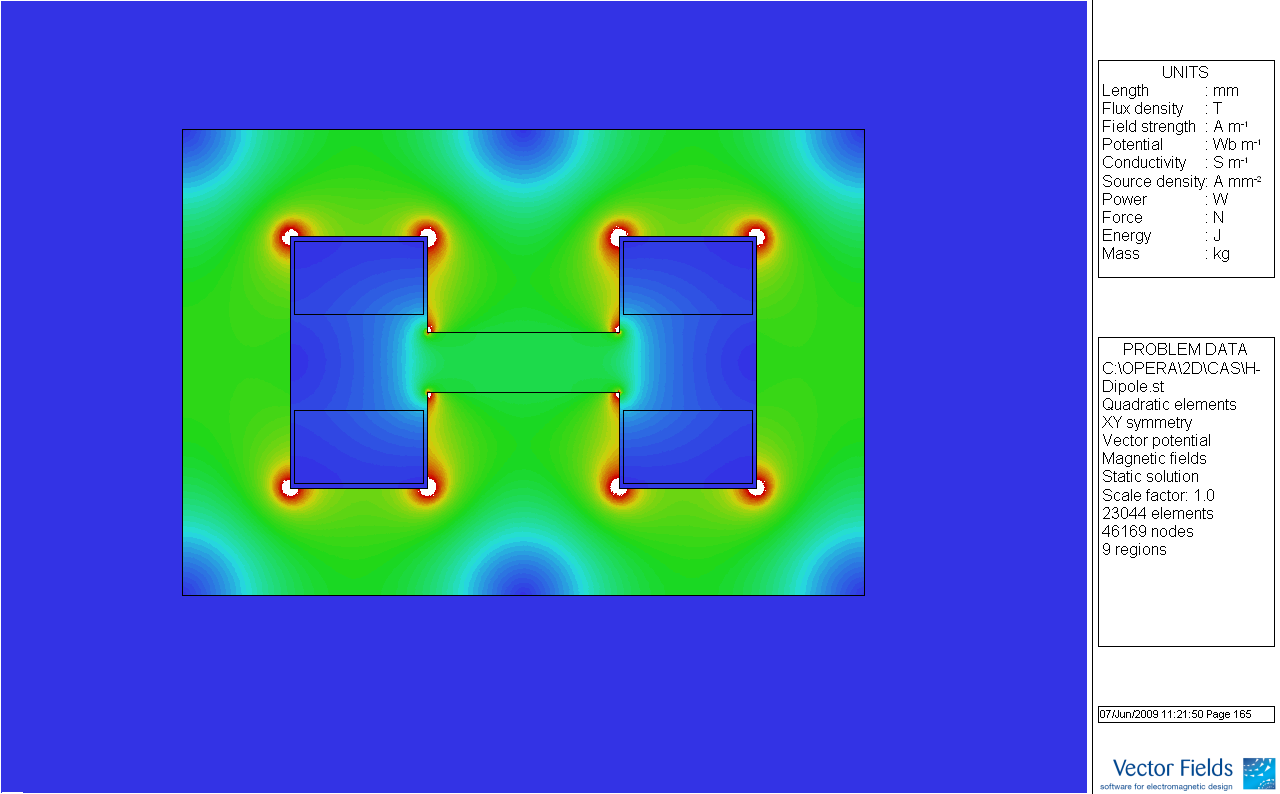 UNITS
Length : mm
Flux density : T
Field strength : A m⁻¹
Potential : Wb m⁻¹
Conductivity : S m⁻¹
Source density: A mm⁻²
Power : W
Force : N
Energy : J
Mass : kg
PROBLEM DATA
C:\OPERA\2D\CAS\H-
Dipole.st
Quadratic elements
XY symmetry
Vector potential
Magnetic fields
Static solution
Scale factor: 1.0
23044 elements
46169 nodes
9 regions
07/Jun/2009 11:21:50 Page 165
Vector Fields
software for electromagnetic design